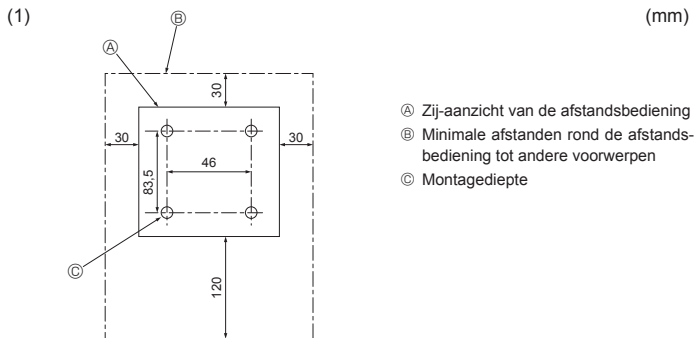 (1)
(mm)
Ⓑ
Ⓐ
30
30
30
46
83,5
Ⓒ
120
Ⓐ Zij-aanzicht van de afstandsbediening
Ⓑ Minimale afstanden rond de afstands-
bediening tot andere voorwerpen
Ⓒ Montagediepte